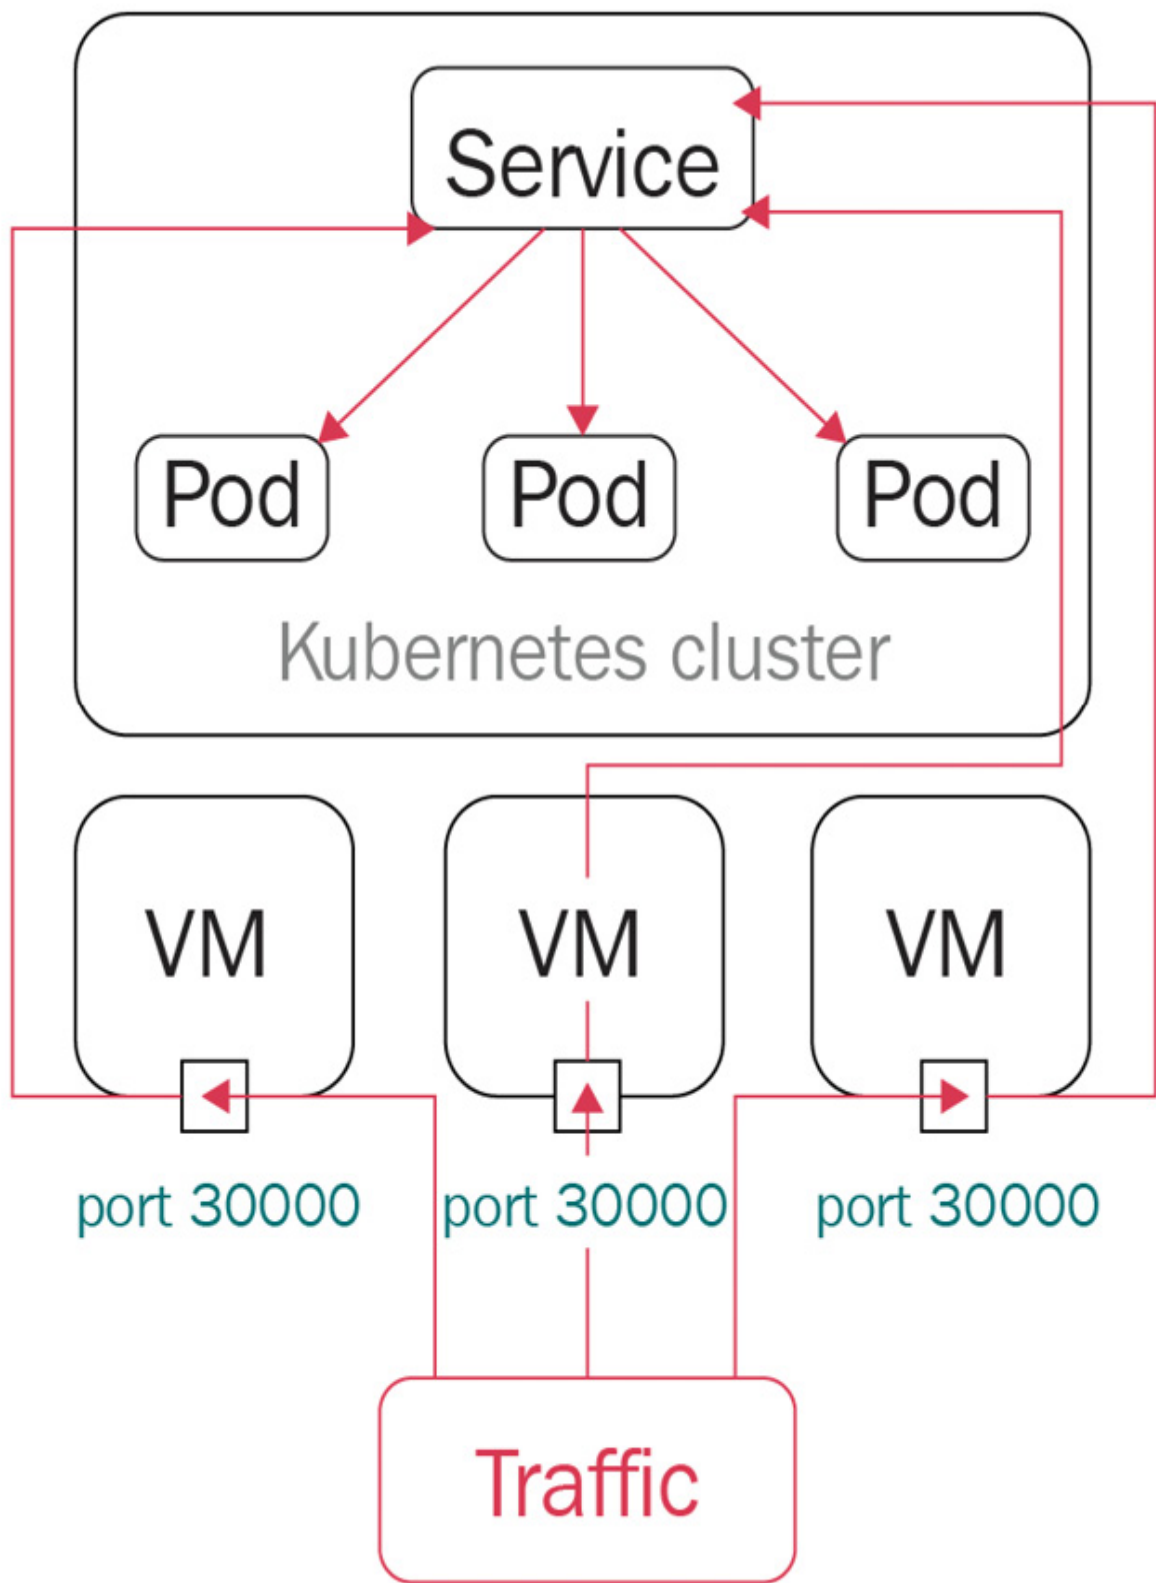 Service
Pod Pod Pod
Kubernetes cluster
VM VM VM
port 30000 port 30000 port 30000
Traffic